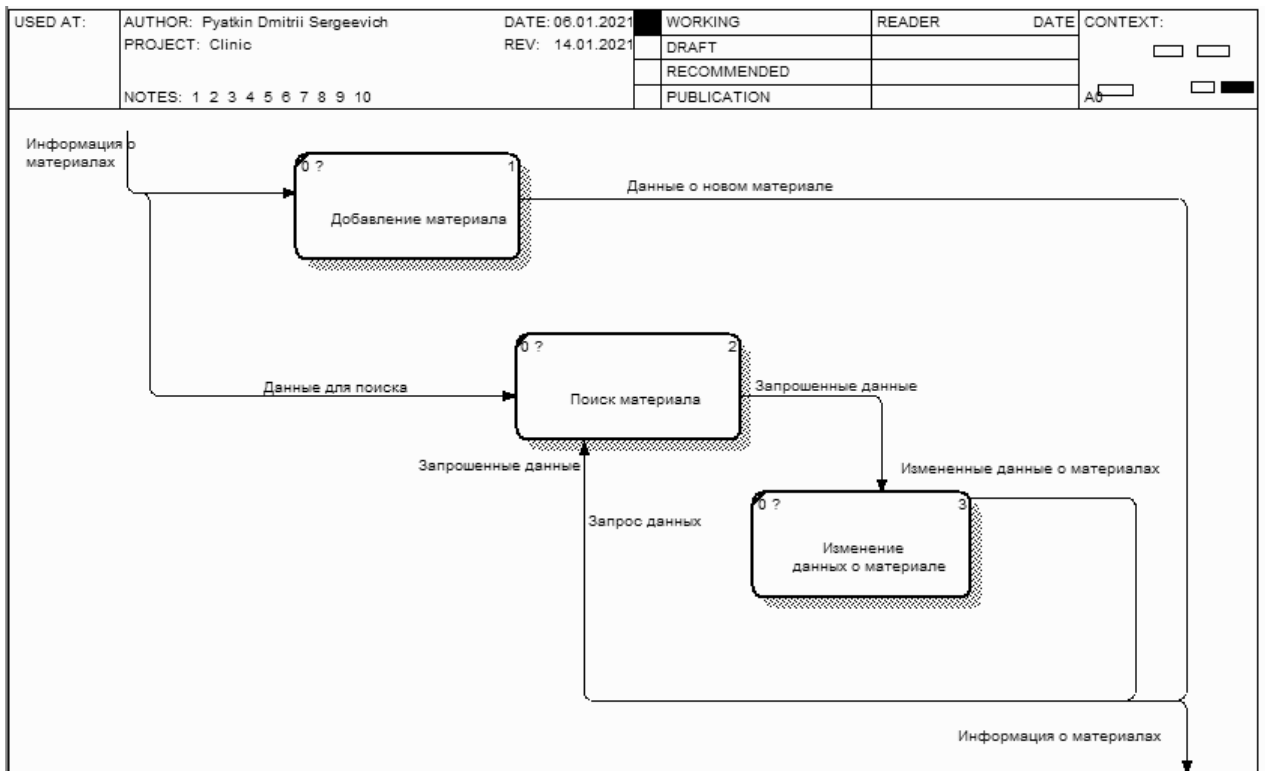 USED AT:
AUTHOR: Pyatkin Dmitrii Sergeevich
DATE: 06.01.2021
WORKING
READER
DATE
CONTEXT:
PROJECT: Clinic
REV: 14.01.2021
DRAFT
RECOMMENDED
NOTES: 1 2 3 4 5 6 7 8 9 10
PUBLICATION
A0
Информация о
материалах
0 ?
1
Добавление материала
Данные о новом материале
0 ?
2
Поиск материала
Данные для поиска
Запрошенные данные
Запрошенные данные
Измененные данные о материалах
0 ?
3
Изменение
данных о материале
Запрос данных
Информация о материалах